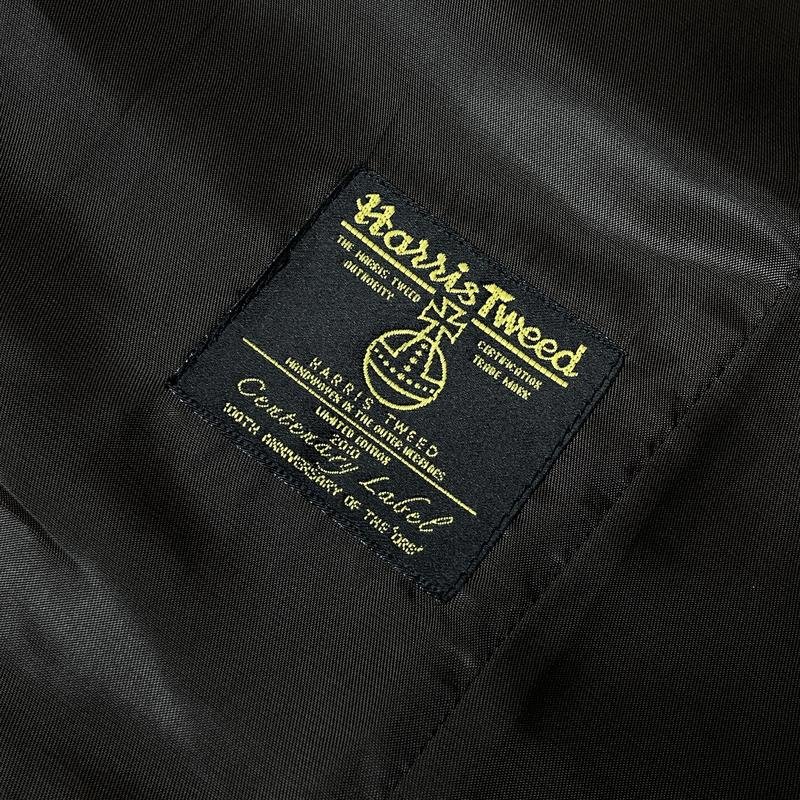 Harris Tweed
THE HARRIS TWEED
AUTHORITY
CERTIFICATION
TRADE MARK
HARRIS TWEED
HANDWOVEN IN THE OUTER HEBRIDES
LIMITED EDITION
2010
Centenary Label
100TH ANNIVERSARY OF THE 'ORB'